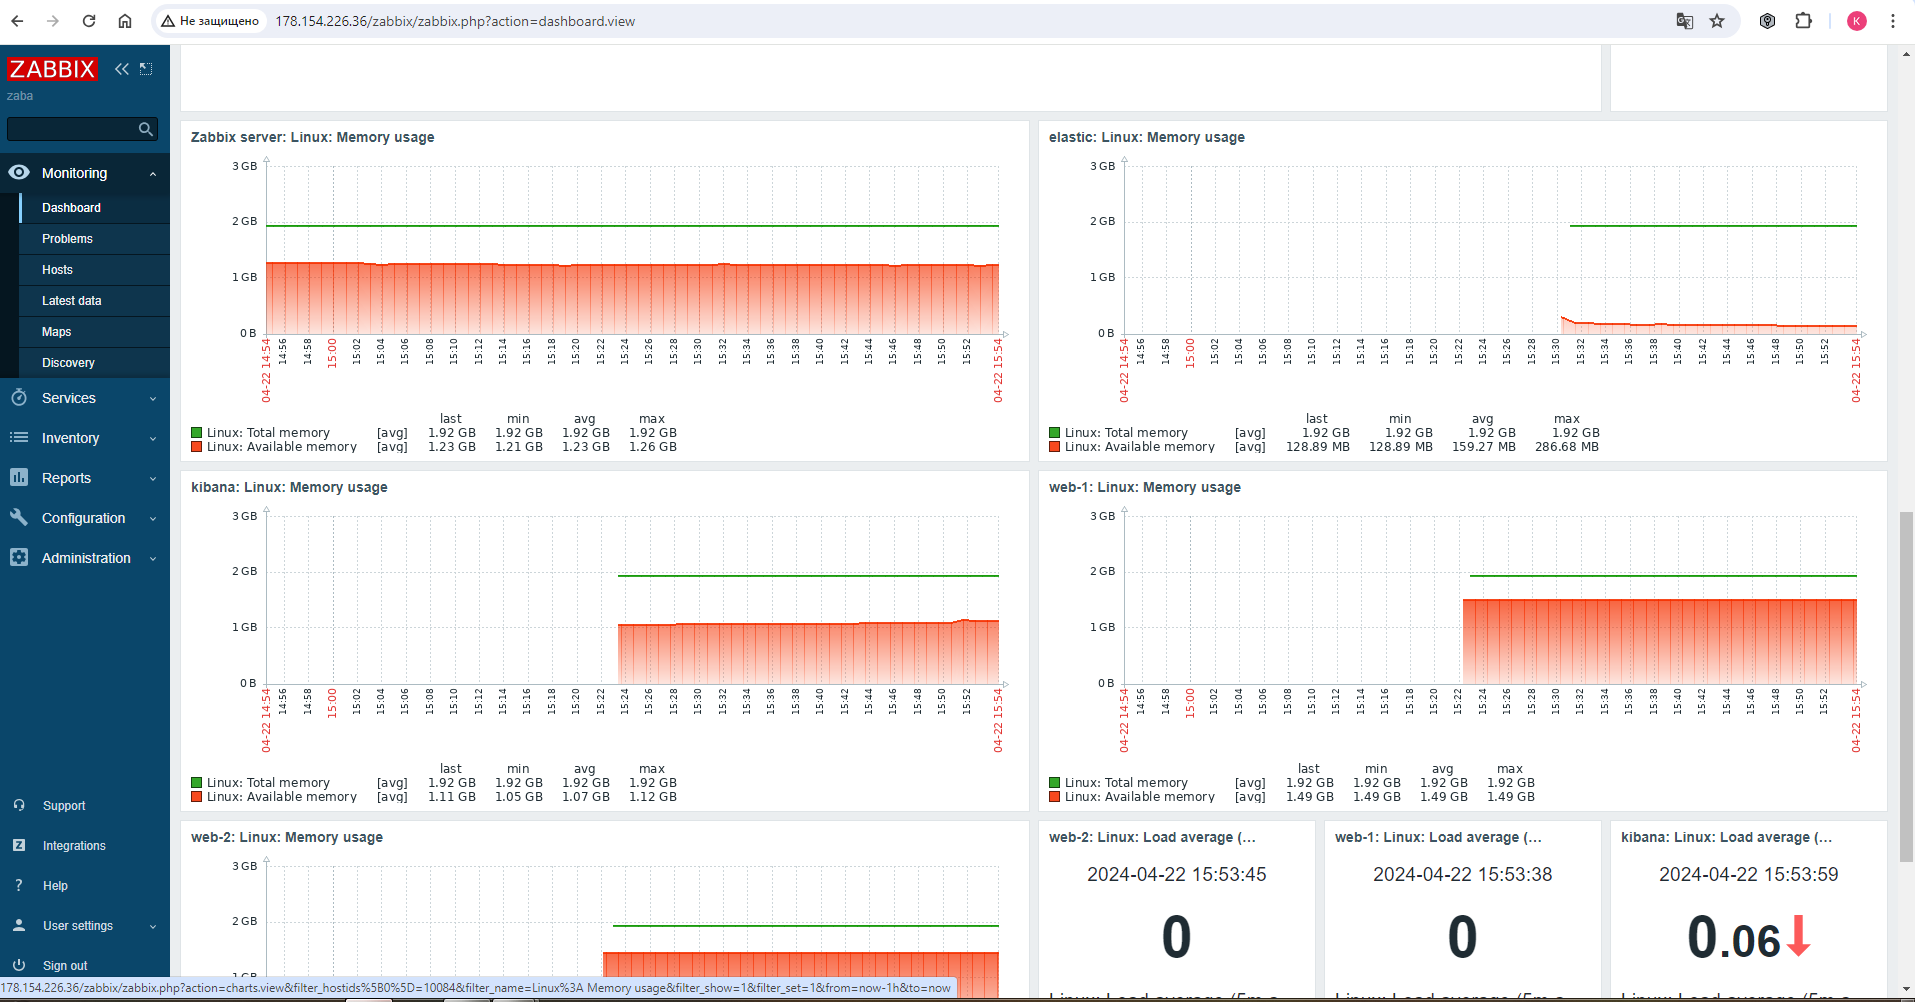 Не защищено 178.154.226.36/zabbix/zabbix.php?action=dashboard.view K
ZABBIX
zaba
Monitoring
Dashboard
Problems
Hosts
Latest data
Maps
Discovery
Services
Inventory
Reports
Configuration
Administration
Support
Z Integrations
? Help
User settings
Sign out
Zabbix server: Linux: Memory usage
3 GB
2 GB
1 GB
0 B
04-22 14:54 14:56 14:58 15:00 15:02 15:04 15:06 15:08 15:10 15:12 15:14 15:16 15:18 15:20 15:22 15:24 15:26 15:28 15:30 15:32 15:34 15:36 15:38 15:40 15:42 15:44 15:46 15:48 15:50 15:52 04-22 15:54
last min avg max
Linux: Total memory [avg] 1.92 GB 1.92 GB 1.92 GB 1.92 GB
Linux: Available memory [avg] 1.23 GB 1.21 GB 1.23 GB 1.26 GB
elastic: Linux: Memory usage
3 GB
2 GB
1 GB
0 B
04-22 14:54 14:56 14:58 15:00 15:02 15:04 15:06 15:08 15:10 15:12 15:14 15:16 15:18 15:20 15:22 15:24 15:26 15:28 15:30 15:32 15:34 15:36 15:38 15:40 15:42 15:44 15:46 15:48 15:50 15:52 04-22 15:54
last min avg max
Linux: Total memory [avg] 1.92 GB 1.92 GB 1.92 GB 1.92 GB
Linux: Available memory [avg] 128.89 MB 128.89 MB 159.27 MB 286.68 MB
kibana: Linux: Memory usage
3 GB
2 GB
1 GB
0 B
04-22 14:54 14:56 14:58 15:00 15:02 15:04 15:06 15:08 15:10 15:12 15:14 15:16 15:18 15:20 15:22 15:24 15:26 15:28 15:30 15:32 15:34 15:36 15:38 15:40 15:42 15:44 15:46 15:48 15:50 15:52 04-22 15:54
last min avg max
Linux: Total memory [avg] 1.92 GB 1.92 GB 1.92 GB 1.92 GB
Linux: Available memory [avg] 1.11 GB 1.05 GB 1.07 GB 1.12 GB
web-1: Linux: Memory usage
3 GB
2 GB
1 GB
0 B
04-22 14:54 14:56 14:58 15:00 15:02 15:04 15:06 15:08 15:10 15:12 15:14 15:16 15:18 15:20 15:22 15:24 15:26 15:28 15:30 15:32 15:34 15:36 15:38 15:40 15:42 15:44 15:46 15:48 15:50 15:52 04-22 15:54
last min avg max
Linux: Total memory [avg] 1.92 GB 1.92 GB 1.92 GB 1.92 GB
Linux: Available memory [avg] 1.49 GB 1.49 GB 1.49 GB 1.49 GB
web-2: Linux: Memory usage
3 GB
2 GB
1 GB
web-2: Linux: Load average (...
2024-04-22 15:53:45
0
Linux: Load average (5m a
web-1: Linux: Load average (...
2024-04-22 15:53:38
0
Linux: Load average (5m a
kibana: Linux: Load average (...
2024-04-22 15:53:59
0.06
Linux: Load average (5m a
178.154.226.36/zabbix/zabbix.php?action=charts.view&filter_hostids%5B0%5D=10084&filter_name=Linux%3A Memory usage&filter_show=1&filter_set=1&from=now-1h&to=now